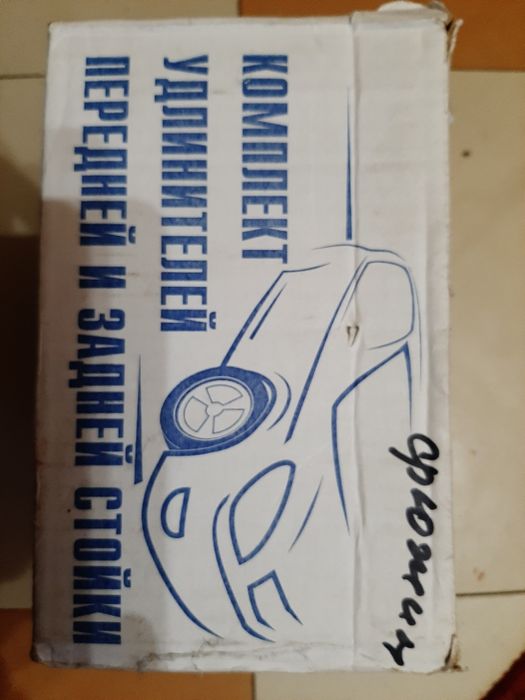 КОМПЛЕКТ
УДЛИНИТЕЛЕЙ
ПЕРЕДНЕЙ И ЗАДНЕЙ СТОЙКИ